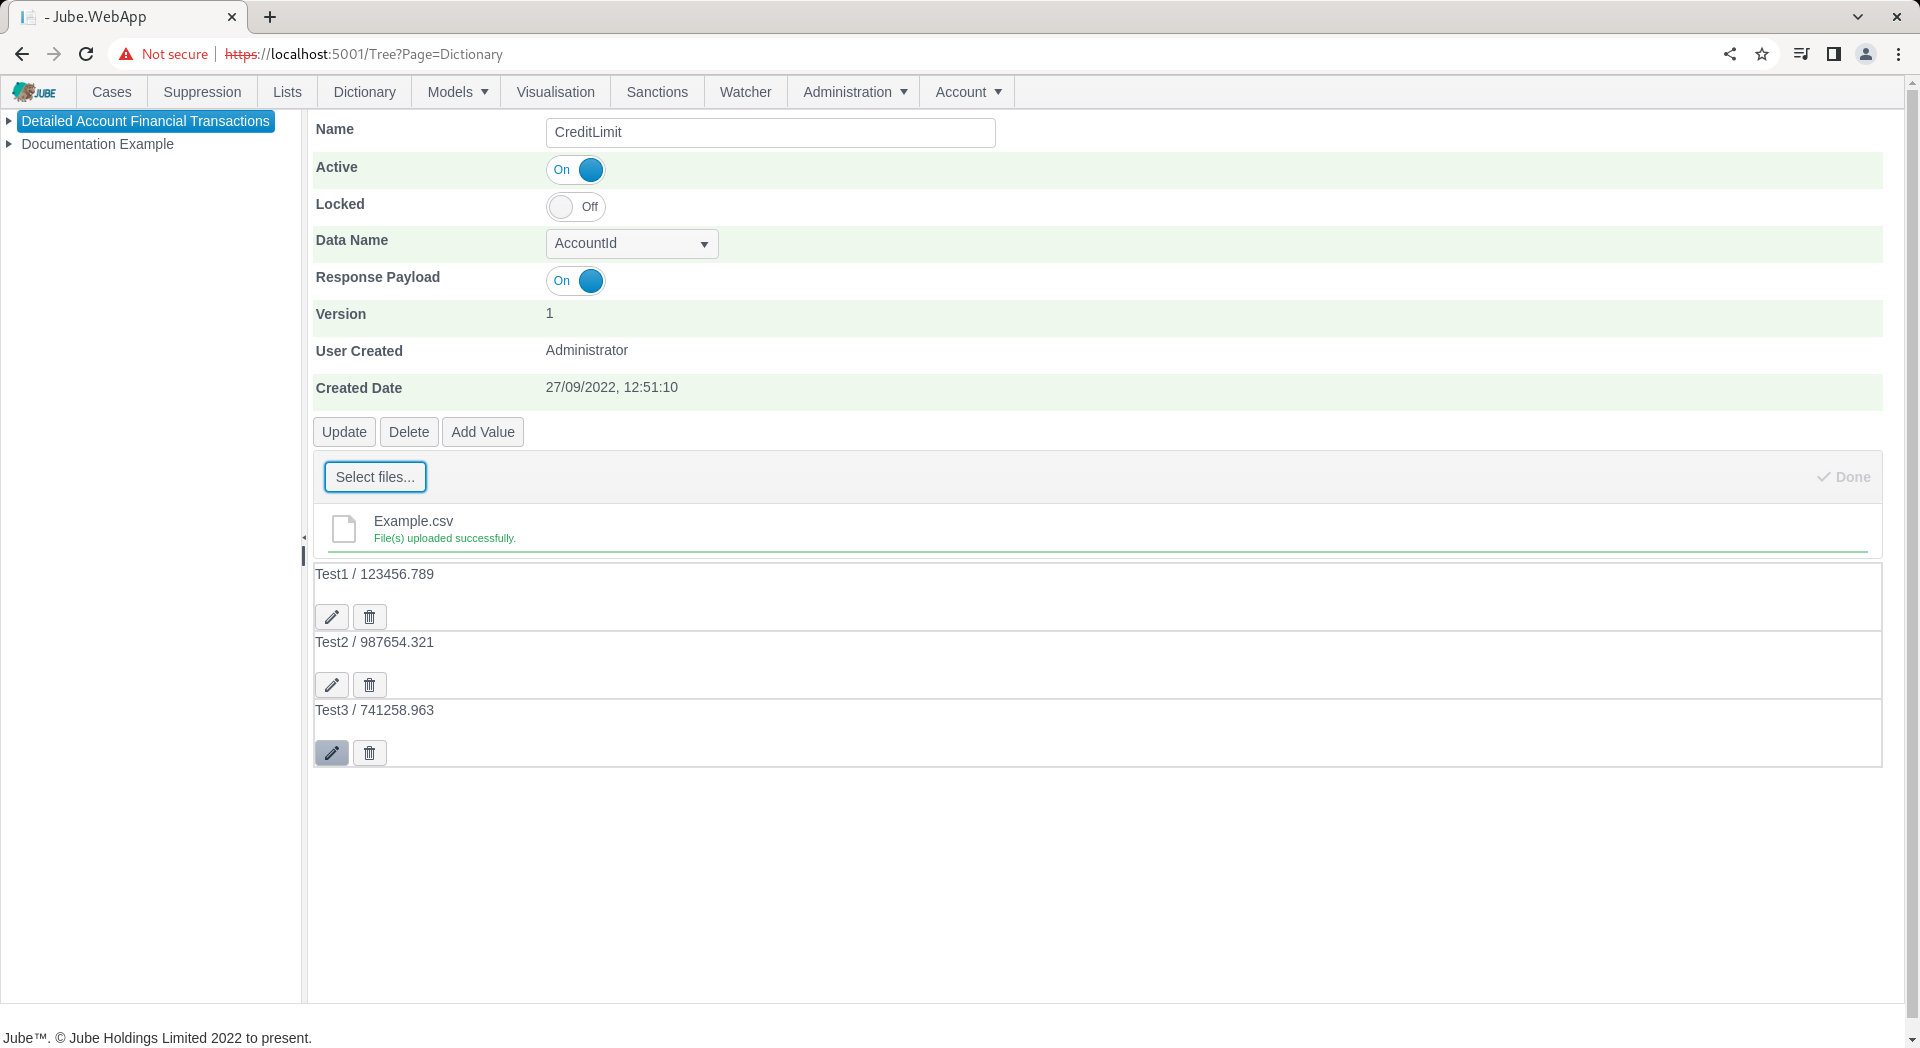 - Jube.WebApp
Not secure https://localhost:5001/Tree?Page=Dictionary
JUBE Cases Suppression Lists Dictionary Models Visualisation Sanctions Watcher Administration Account
Detailed Account Financial Transactions
Documentation Example
Name CreditLimit
Active On
Locked Off
Data Name AccountId
Response Payload On
Version 1
User Created Administrator
Created Date 27/09/2022, 12:51:10
Update Delete Add Value
Select files... Done
Example.csv
File(s) uploaded successfully.
Test1 / 123456.789
Test2 / 987654.321
Test3 / 741258.963
Jube™. © Jube Holdings Limited 2022 to present.